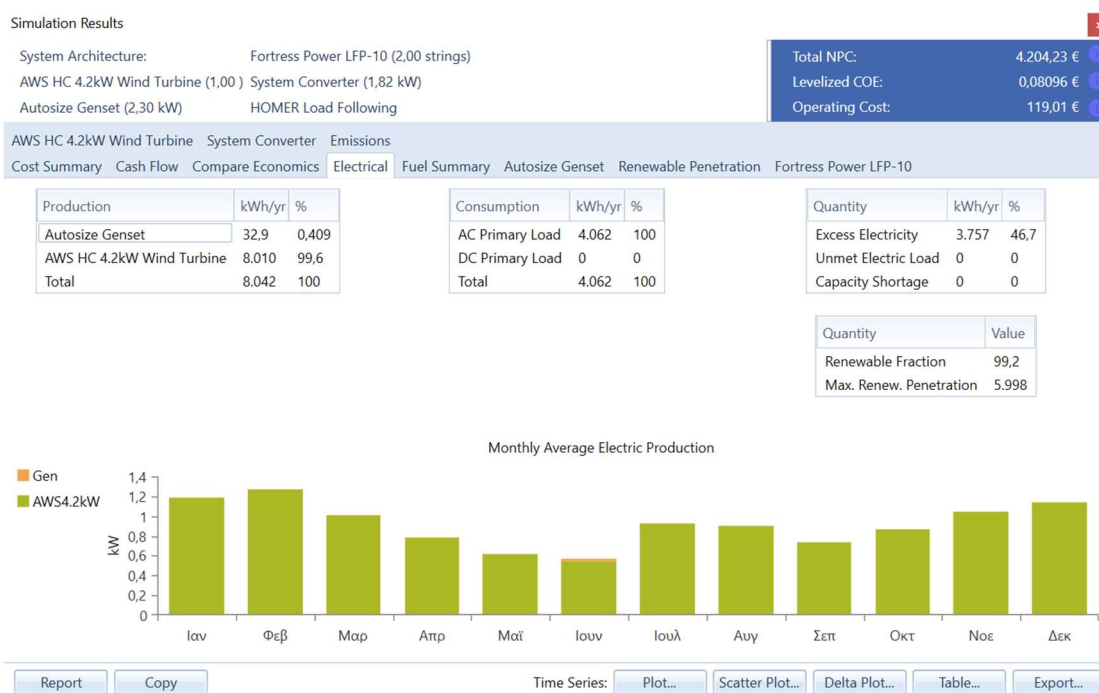 Simulation Results
System Architecture: Fortress Power LFP-10 (2,00 strings)
AWS HC 4.2kW Wind Turbine (1,00 ) System Converter (1,82 kW)
Autosize Genset (2,30 kW) HOMER Load Following
Total NPC: 4.204,23 €
Levelized COE: 0,08096 €
Operating Cost: 119,01 €
AWS HC 4.2kW Wind Turbine System Converter Emissions
Cost Summary Cash Flow Compare Economics Electrical Fuel Summary Autosize Genset Renewable Penetration Fortress Power LFP-10
Production kWh/yr %
Autosize Genset 32,9 0,409
AWS HC 4.2kW Wind Turbine 8.010 99,6
Total 8.042 100
Consumption kWh/yr %
AC Primary Load 4.062 100
DC Primary Load 0 0
Total 4.062 100
Quantity kWh/yr %
Excess Electricity 3.757 46,7
Unmet Electric Load 0 0
Capacity Shortage 0 0
Quantity Value
Renewable Fraction 99,2
Max. Renew. Penetration 5.998
Monthly Average Electric Production
Gen
AWS4.2kW
kW
1,4
1,2
1
0,8
0,6
0,4
0,2
0
Ιαν Φεβ Μαρ Απρ Μαϊ Ιουν Ιουλ Αυγ Σεπ Οκτ Νοε Δεκ
Report Copy Time Series: Plot... Scatter Plot... Delta Plot... Table... Export...